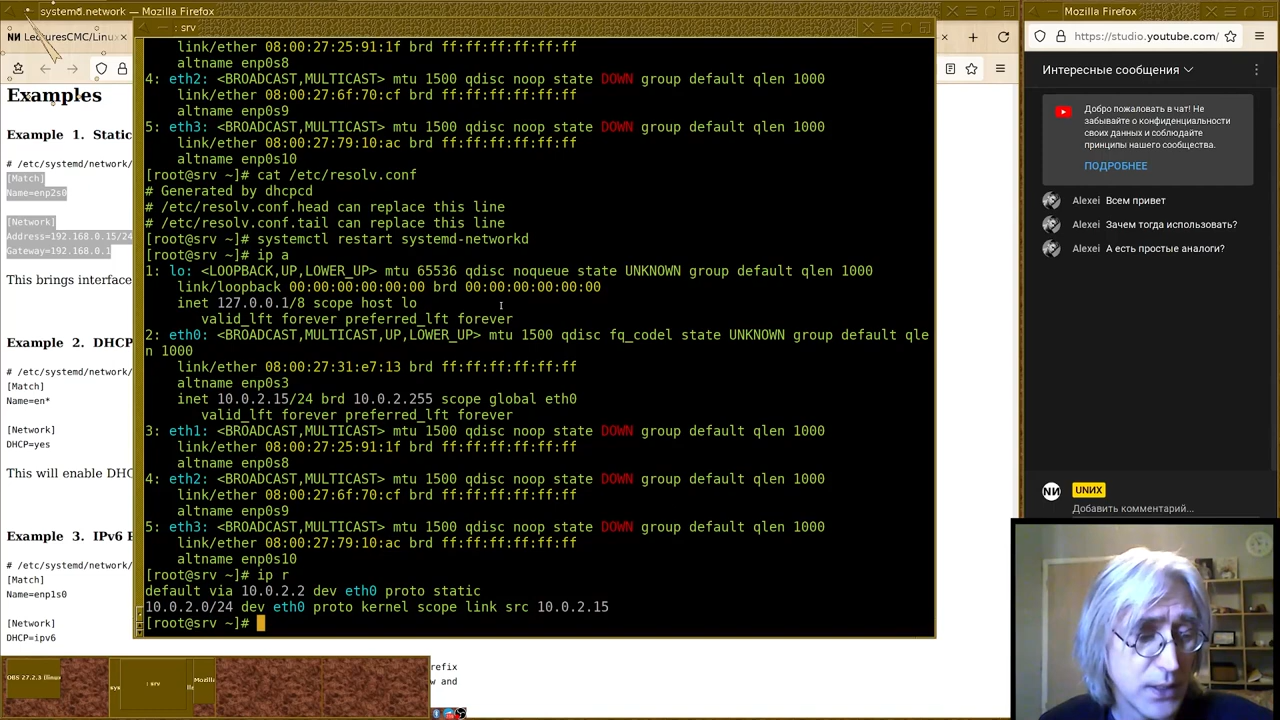 systemd.network — Mozilla Firefox
LecturesCMC/Linux
Examples
Example 1. Static
# /etc/systemd/network/
[Match]
Name=enp2s0
[Network]
Address=192.168.0.15/24
Gateway=192.168.0.1
This brings interface
Example 2. DHCP
# /etc/systemd/network/
[Match]
Name=en*
[Network]
DHCP=yes
This will enable DHC
Example 3. IPv6
# /etc/systemd/network/
[Match]
Name=enp1s0
[Network]
DHCP=ipv6
refix
w and
: srv
link/ether 08:00:27:25:91:1f brd ff:ff:ff:ff:ff:ff
altname enp0s8
4: eth2: <BROADCAST,MULTICAST> mtu 1500 qdisc noop state DOWN group default qlen 1000
link/ether 08:00:27:6f:70:cf brd ff:ff:ff:ff:ff:ff
altname enp0s9
5: eth3: <BROADCAST,MULTICAST> mtu 1500 qdisc noop state DOWN group default qlen 1000
link/ether 08:00:27:79:10:ac brd ff:ff:ff:ff:ff:ff
altname enp0s10
[root@srv ~]# cat /etc/resolv.conf
# Generated by dhcpcd
# /etc/resolv.conf.head can replace this line
# /etc/resolv.conf.tail can replace this line
[root@srv ~]# systemctl restart systemd-networkd
[root@srv ~]# ip a
1: lo: <LOOPBACK,UP,LOWER_UP> mtu 65536 qdisc noqueue state UNKNOWN group default qlen 1000
link/loopback 00:00:00:00:00:00 brd 00:00:00:00:00:00
inet 127.0.0.1/8 scope host lo
valid_lft forever preferred_lft forever
2: eth0: <BROADCAST,MULTICAST,UP,LOWER_UP> mtu 1500 qdisc fq_codel state UNKNOWN group default qle
n 1000
link/ether 08:00:27:31:e7:13 brd ff:ff:ff:ff:ff:ff
altname enp0s3
inet 10.0.2.15/24 brd 10.0.2.255 scope global eth0
valid_lft forever preferred_lft forever
3: eth1: <BROADCAST,MULTICAST> mtu 1500 qdisc noop state DOWN group default qlen 1000
link/ether 08:00:27:25:91:1f brd ff:ff:ff:ff:ff:ff
altname enp0s8
4: eth2: <BROADCAST,MULTICAST> mtu 1500 qdisc noop state DOWN group default qlen 1000
link/ether 08:00:27:6f:70:cf brd ff:ff:ff:ff:ff:ff
altname enp0s9
5: eth3: <BROADCAST,MULTICAST> mtu 1500 qdisc noop state DOWN group default qlen 1000
link/ether 08:00:27:79:10:ac brd ff:ff:ff:ff:ff:ff
altname enp0s10
[root@srv ~]# ip r
default via 10.0.2.2 dev eth0 proto static
10.0.2.0/24 dev eth0 proto kernel scope link src 10.0.2.15
[root@srv ~]#
Mozilla Firefox
https://studio.youtube.com/
Интересные сообщения
Добро пожаловать в чат! Не
забывайте о конфиденциальности
своих данных и соблюдайте
принципы нашего сообщества.
ПОДРОБНЕЕ
Alexei Всем привет
Alexei Зачем тогда использовать?
Alexei А есть простые аналоги?
UNИX
Добавить комментарий...
OBS 27.2.3 (linux
sys
: srv
Mozilla